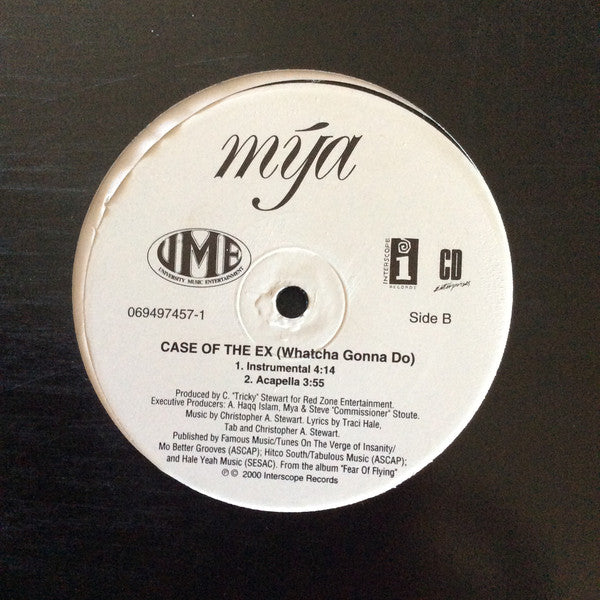 mýa
UME
UNIVERSITY MUSIC ENTERTAINMENT
INTERSCOPE
i
RECORDS
CD
Enterprises
069497457-1
Side B
CASE OF THE EX (Whatcha Gonna Do)
1. Instrumental 4:14
2. Acapella 3:55
Produced by C. "Tricky" Stewart for Red Zone Entertainment.
Executive Producers: A. Haqq Islam, Mya & Steve "Commissioner" Stoute.
Music by Christopher A. Stewart. Lyrics by Traci Hale,
Tab and Christopher A. Stewart.
Published by Famous Music/Tunes On The Verge of Insanity/
Mo Better Grooves (ASCAP); Hitco South/Tabulous Music (ASCAP);
and Hale Yeah Music (SESAC). From the album "Fear Of Flying"
℗ © 2000 Interscope Records